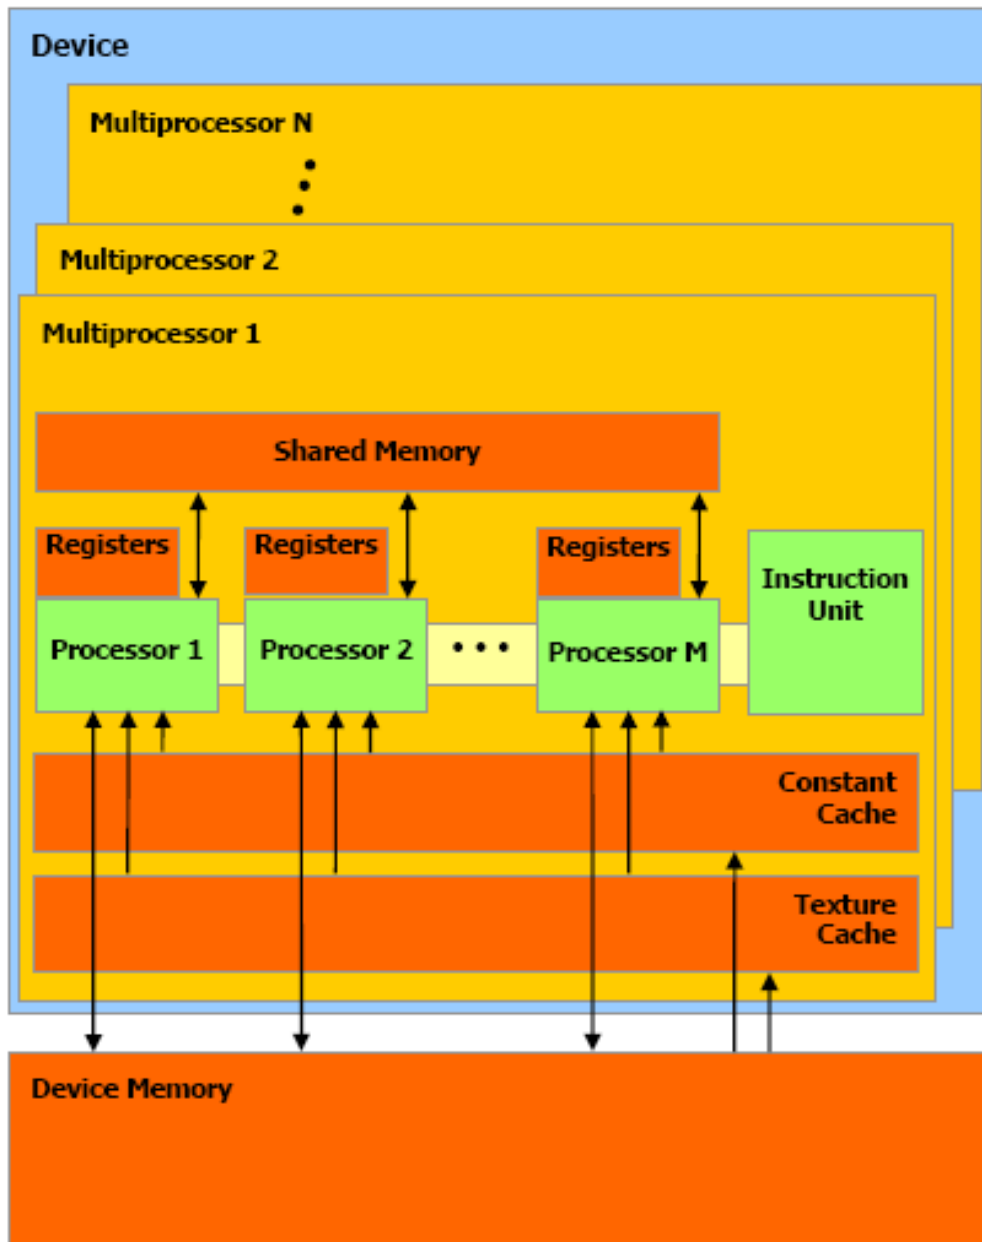 Device
Multiprocessor N
Multiprocessor 2
Multiprocessor 1
Shared Memory
Registers
Registers
Registers
Instruction
Unit
Processor 1
Processor 2
• • •
Processor M
Constant
Cache
Texture
Cache
Device Memory